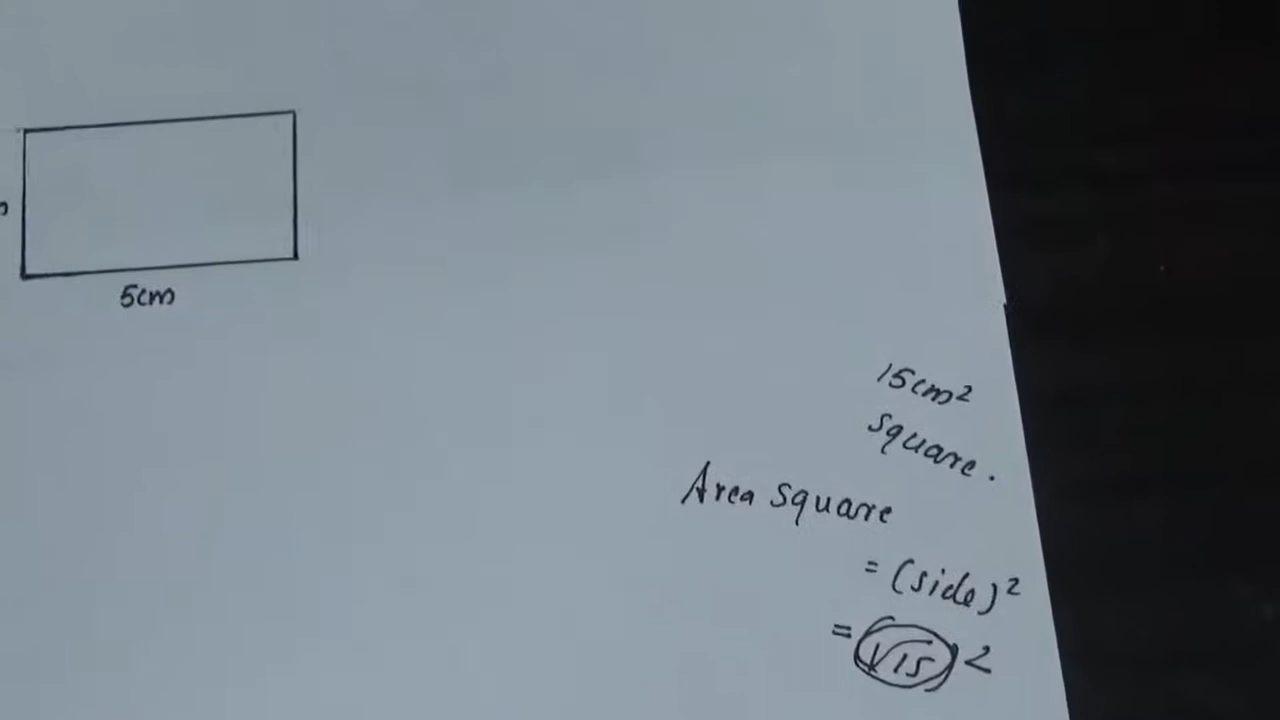 5cm
15cm²
square.
Area square
= (side)²
= (√15)²